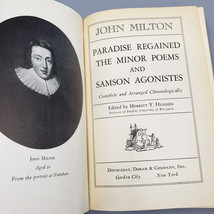 John Milton
Aged 21
From the portrait at Nuneham
JOHN MILTON
PARADISE REGAINED
THE MINOR POEMS
AND
SAMSON AGONISTES
Complete and Arranged Chronologically
Edited by Merritt Y. Hughes
Professor of English, University of Wisconsin
Doubleday, Doran & Company, Inc.
Garden City New York